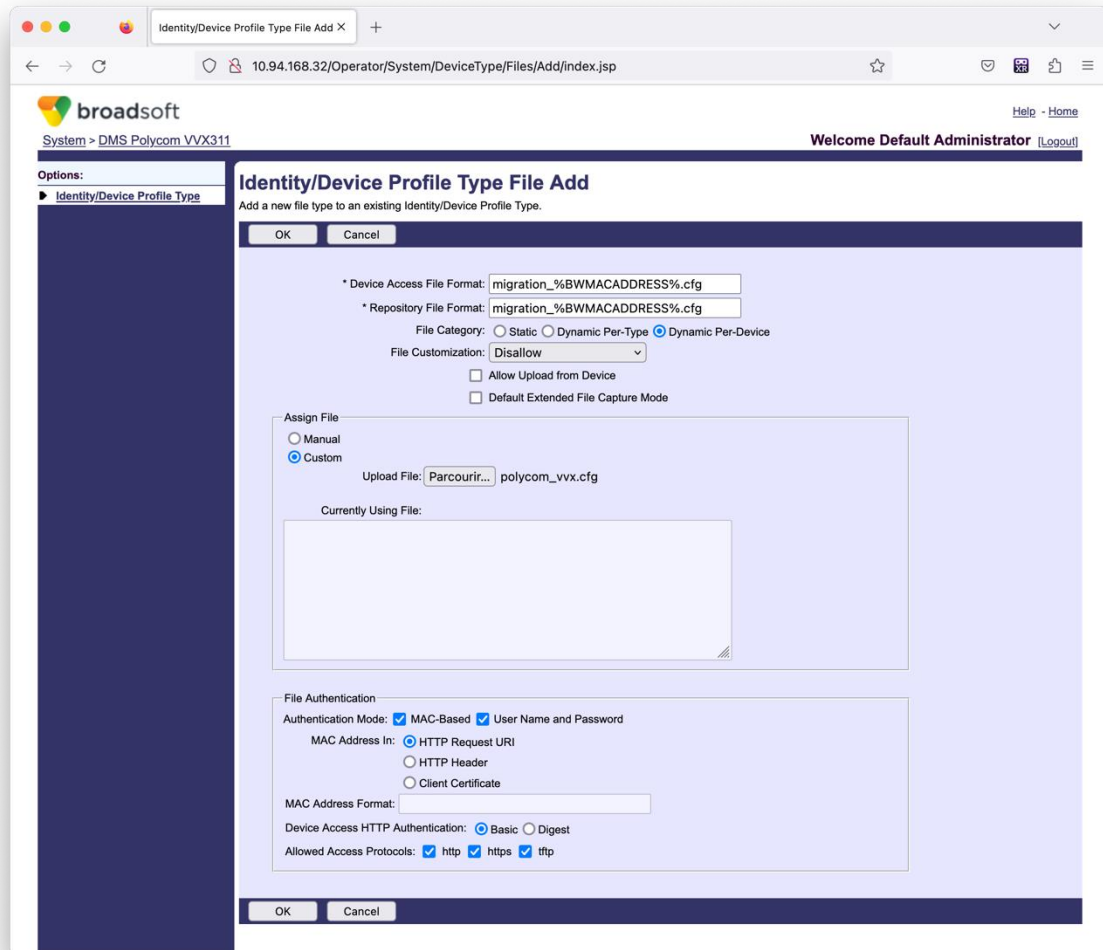 Identity/Device Profile Type File Add
10.94.168.32/Operator/System/DeviceType/Files/Add/index.jsp
XR
broadsoft
Help - Home
System > DMS Polycom VVX311
Welcome Default Administrator [Logout]
Options:
Identity/Device Profile Type
Identity/Device Profile Type File Add
Add a new file type to an existing Identity/Device Profile Type.
OK Cancel
* Device Access File Format: migration_%BWMACADDRESS%.cfg
* Repository File Format: migration_%BWMACADDRESS%.cfg
File Category: Static Dynamic Per-Type Dynamic Per-Device
File Customization: Disallow
Allow Upload from Device
Default Extended File Capture Mode
Assign File
Manual
Custom
Upload File: Parcourir... polycom_vvx.cfg
Currently Using File:
File Authentication
Authentication Mode: MAC-Based User Name and Password
MAC Address In: HTTP Request URI
HTTP Header
Client Certificate
MAC Address Format:
Device Access HTTP Authentication: Basic Digest
Allowed Access Protocols: http https tftp
OK Cancel